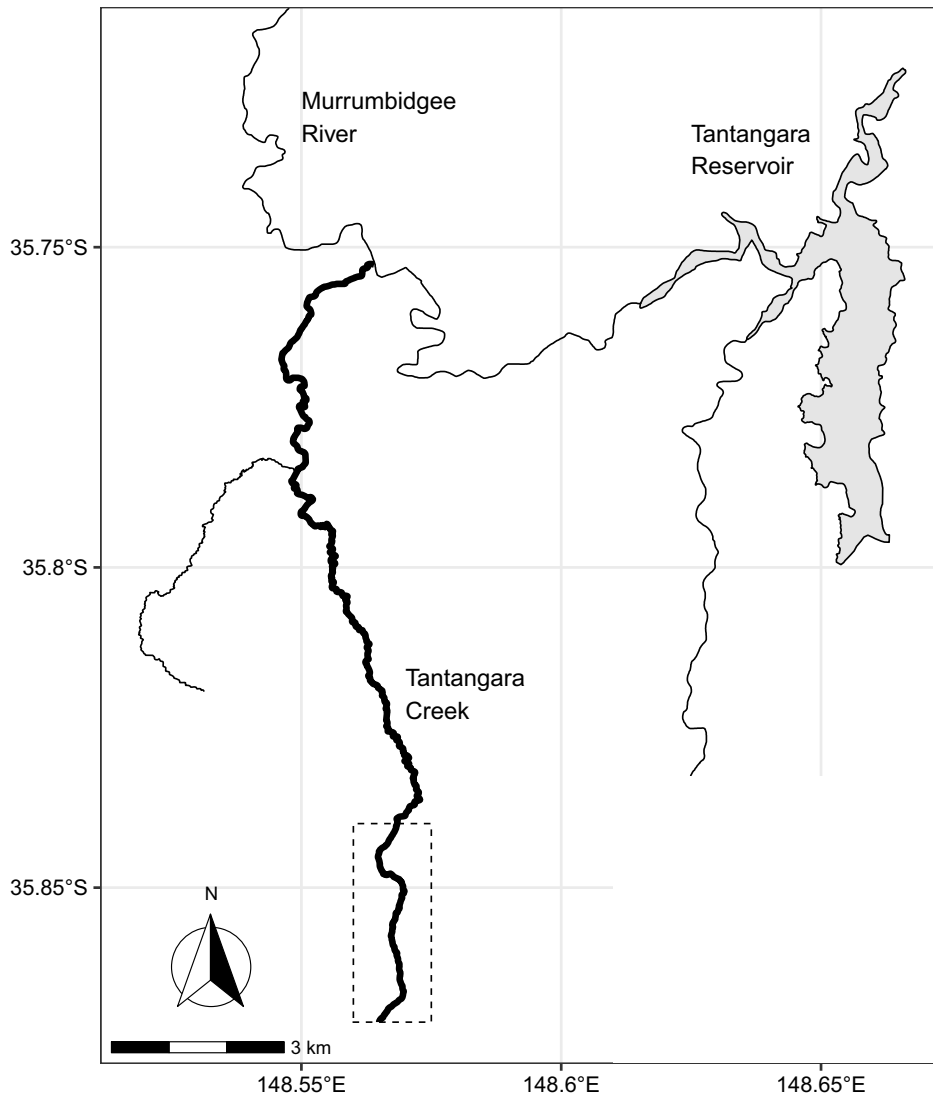 Murrumbidgee
River
Tantangara
Reservoir
35.75°S
35.8°S
Tantangara
Creek
35.85°S
N
3 km
148.55°E
148.6°E
148.65°E